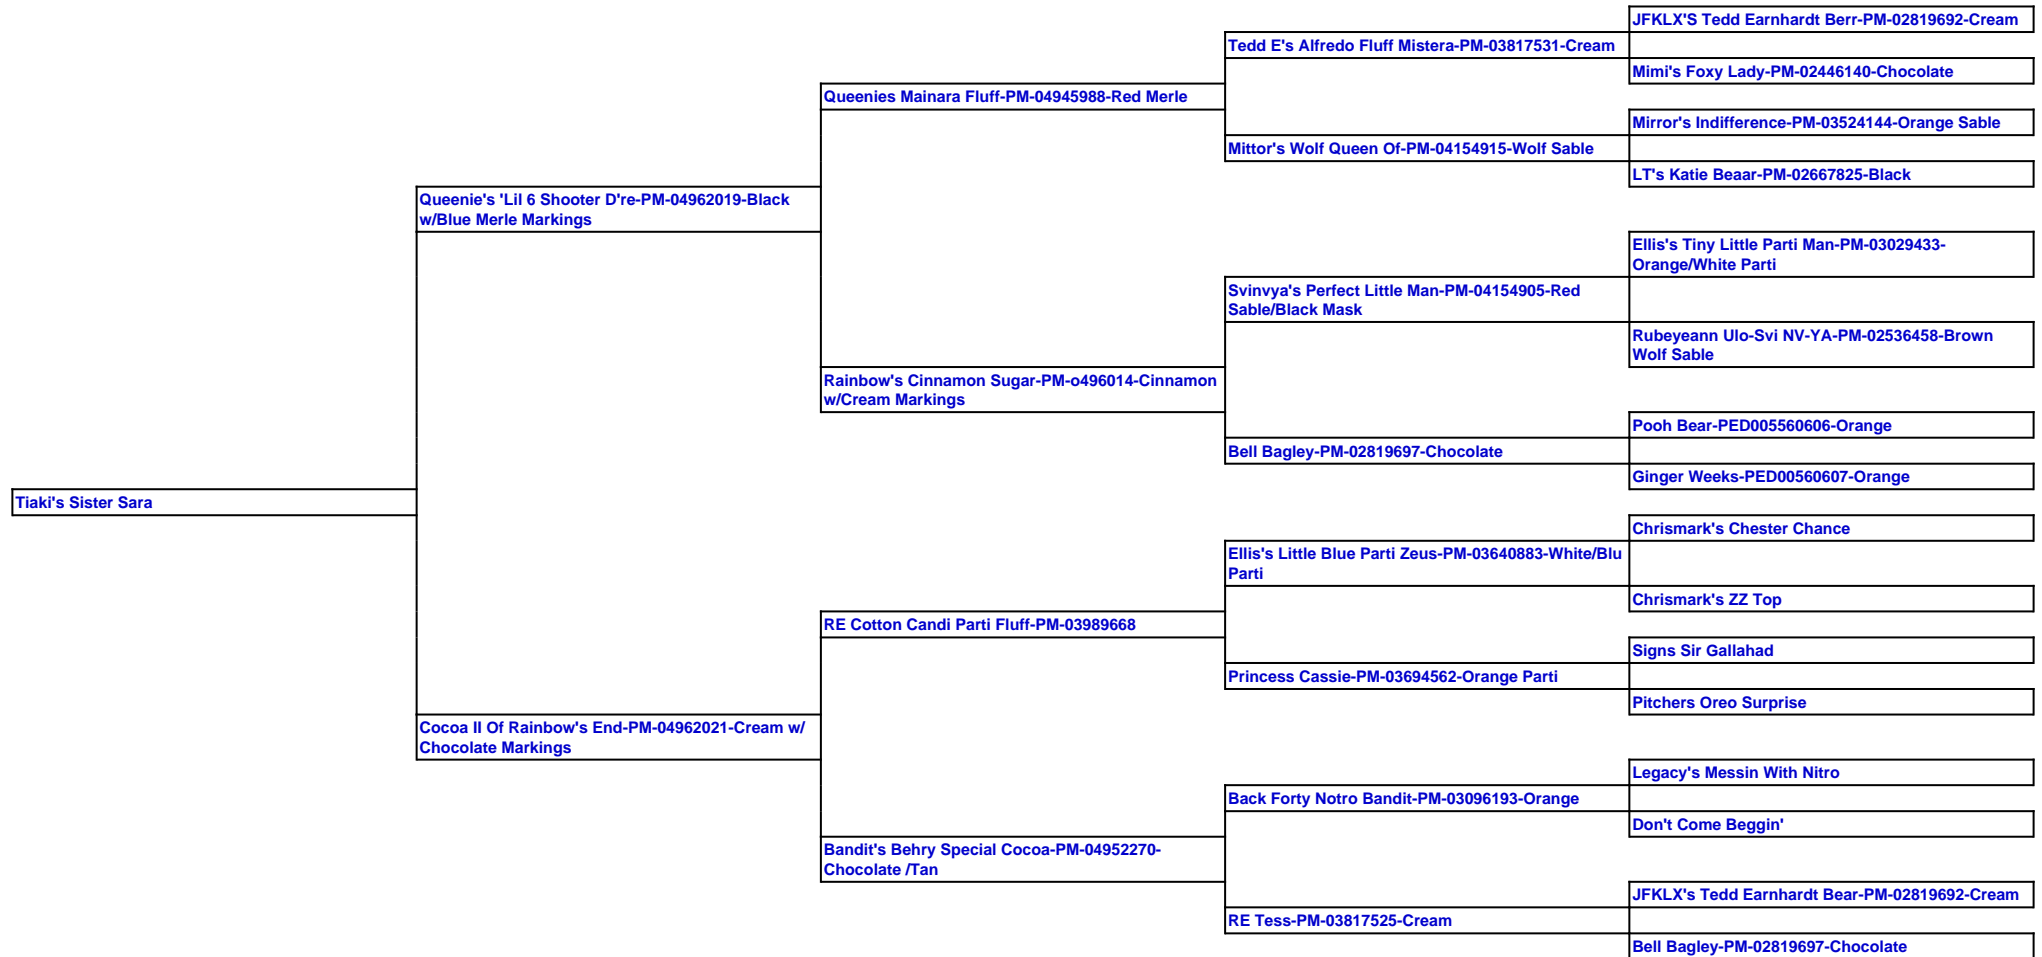 JFKLX'S Tedd Earnhardt Berr-PM-02819692-Cream
Tedd E's Alfredo Fluff Mistera-PM-03817531-Cream
Mimi's Foxy Lady-PM-02446140-Chocolate
Queenies Mainara Fluff-PM-04945988-Red Merle
Mirror's Indifference-PM-03524144-Orange Sable
Mittor's Wolf Queen Of-PM-04154915-Wolf Sable
LT's Katie Beaar-PM-02667825-Black
Queenie's 'Lil 6 Shooter D're-PM-04962019-Black
w/Blue Merle Markings
Ellis's Tiny Little Parti Man-PM-03029433-
Orange/White Parti
Svinvya's Perfect Little Man-PM-04154905-Red
Sable/Black Mask
Rubeyeann Ulo-Svi NV-YA-PM-02536458-Brown
Wolf Sable
Rainbow's Cinnamon Sugar-PM-o496014-Cinnamon
w/Cream Markings
Pooh Bear-PED005560606-Orange
Bell Bagley-PM-02819697-Chocolate
Ginger Weeks-PED00560607-Orange
Tiaki's Sister Sara
Chrismark's Chester Chance
Ellis's Little Blue Parti Zeus-PM-03640883-White/Blu
Parti
Chrismark's ZZ Top
RE Cotton Candi Parti Fluff-PM-03989668
Signs Sir Gallahad
Princess Cassie-PM-03694562-Orange Parti
Pitchers Oreo Surprise
Cocoa II Of Rainbow's End-PM-04962021-Cream w/
Chocolate Markings
Legacy's Messin With Nitro
Back Forty Notro Bandit-PM-03096193-Orange
Don't Come Beggin'
Bandit's Behry Special Cocoa-PM-04952270-
Chocolate /Tan
JFKLX's Tedd Earnhardt Bear-PM-02819692-Cream
RE Tess-PM-03817525-Cream
Bell Bagley-PM-02819697-Chocolate